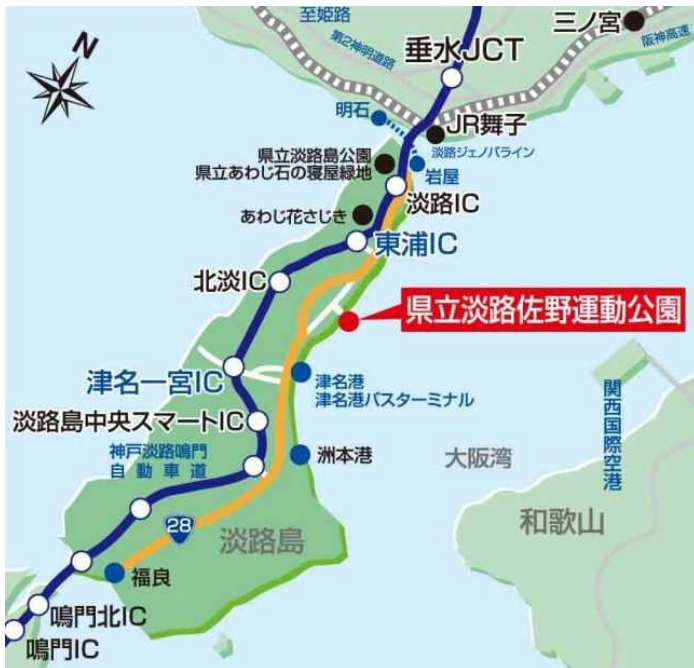 至姫路
第2神明道路
三ノ宮
阪神高速
垂水JCT
N
明石
JR舞子
淡路ジェノバライン
県立淡路島公園
県立あわじ石の寝屋緑地
岩屋
淡路IC
あわじ花さじき
東浦IC
北淡IC
県立淡路佐野運動公園
津名一宮IC
津名港
津名港バスターミナル
関西国際空港
淡路島中央スマートIC
神戸淡路鳴門
自動車道
洲本港
大阪湾
28
淡路島
和歌山
福良
鳴門北IC
鳴門IC